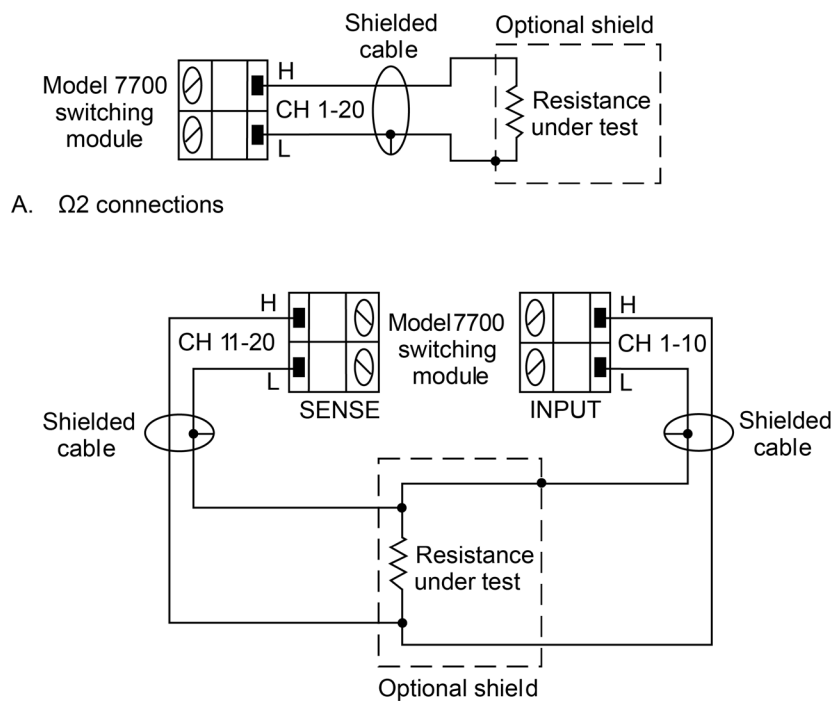 Shielded
cable
Optional shield
Model 7700
switching
module
H
CH 1-20
L
Resistance
under test
A. Ω2 connections
H
CH 11-20
L
SENSE
Model7700
switching
module
H
CH 1-10
L
INPUT
Shielded
cable
Shielded
cable
Resistance
under test
Optional shield